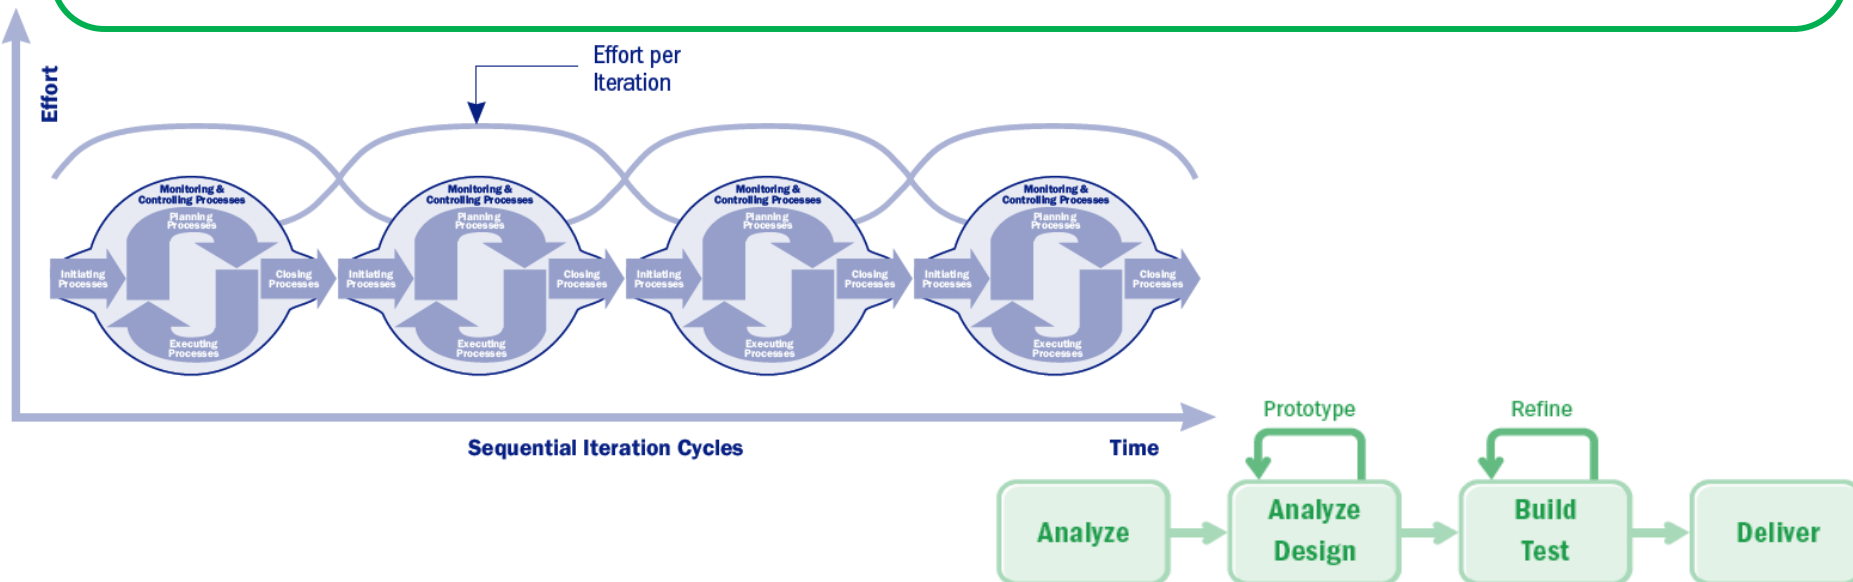 Effort
Effort per
Iteration
Monitoring &
Controlling Processes
Planning
Processes
Initiating
Processes
Closing
Processes
Executing
Processes
Monitoring &
Controlling Processes
Planning
Processes
Initiating
Processes
Closing
Processes
Executing
Processes
Monitoring &
Controlling Processes
Planning
Processes
Initiating
Processes
Closing
Processes
Executing
Processes
Monitoring &
Controlling Processes
Planning
Processes
Initiating
Processes
Closing
Processes
Executing
Processes
Sequential Iteration Cycles
Time
Prototype
Refine
Analyze
Analyze
Design
Build
Test
Deliver